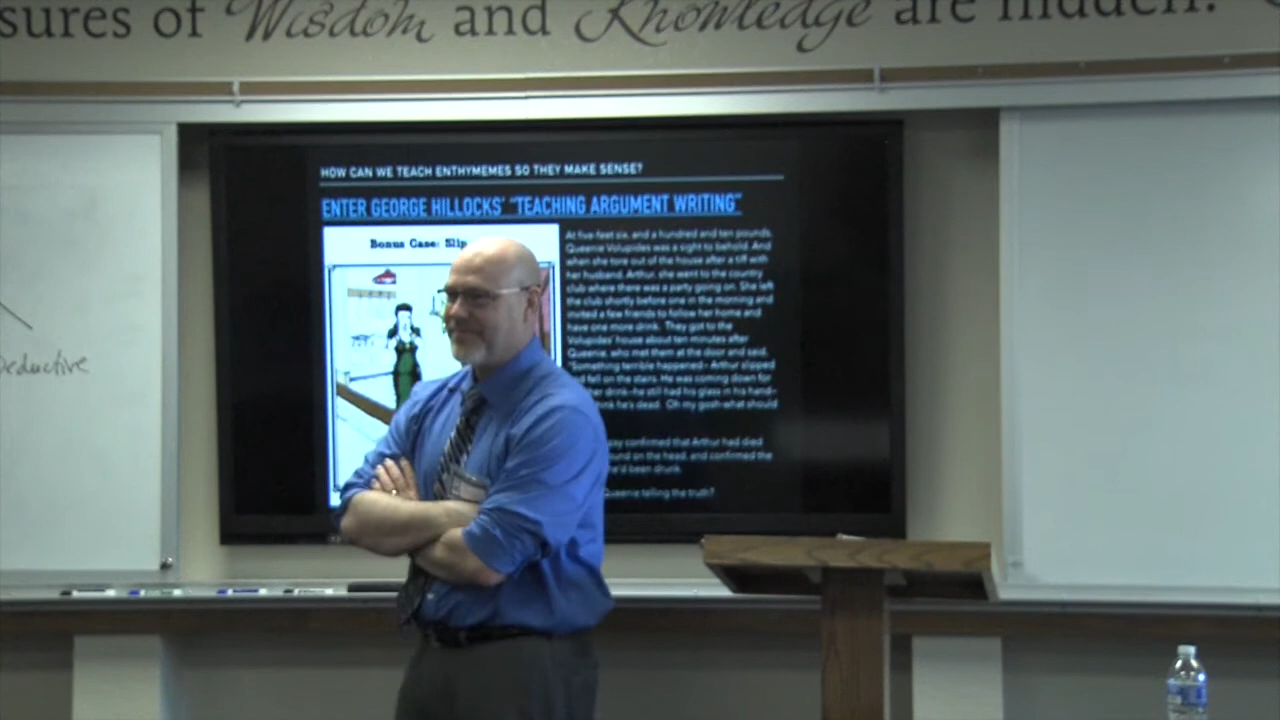 sures of Wisdom and Knowledge are hidden.
HOW CAN WE TEACH ENTHYMEMES SO THEY MAKE SENSE?
ENTER GEORGE HILLOCKS' "TEACHING ARGUMENT WRITING"
Bonus Case: Slip
At five-feet six, and a hundred and ten pounds,
Queenie Volupides was a sight to behold. And
when she tore out of the house after a tiff with
her husband, Arthur, she went to the country
club where there was a party going on. She left
the club shortly before one in the morning and
invited a few friends to follow her home and
have one more drink. They got to the
Volupides' house about ten minutes after
Queenie, who met them at the door and said,
"Something terrible happened- Arthur slipped
d fell on the stairs. He was coming down for
her drink-he still had his glass in his hand-
hink he's dead. Oh my gosh-what should
psy confirmed that Arthur had died
ound on the head, and confirmed the
he'd been drunk.
Queenie telling the truth?
Deductive